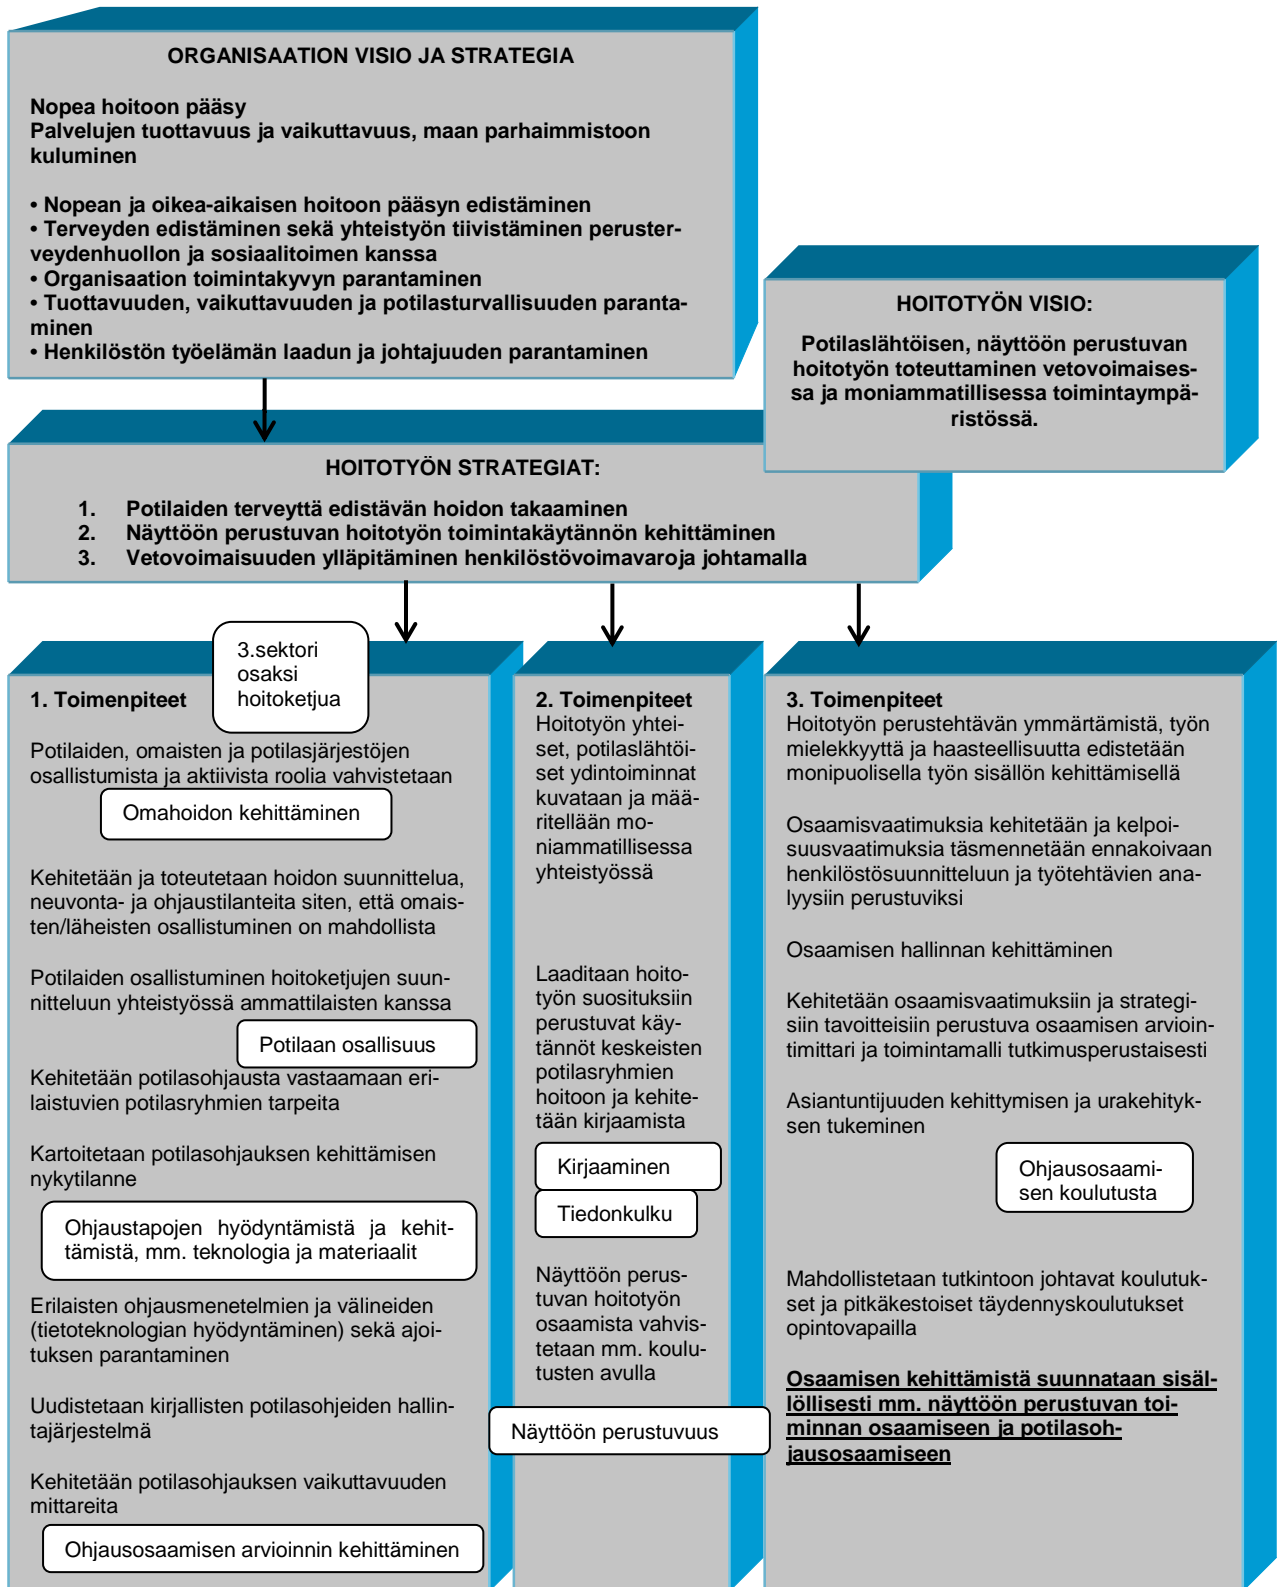 ORGANISAATION VISIO JA STRATEGIA
Nopea hoitoon pääsy
Palvelujen tuottavuus ja vaikuttavuus, maan parhaimmistoon
kuluminen
• Nopean ja oikea-aikaisen hoitoon pääsyn edistäminen
• Terveyden edistäminen sekä yhteistyön tiivistäminen peruster-
veydenhuollon ja sosiaalitoimen kanssa
• Organisaation toimintakyvyn parantaminen
• Tuottavuuden, vaikuttavuuden ja potilasturvallisuuden paranta-
minen
• Henkilöstön työelämän laadun ja johtajuuden parantaminen
HOITOTYÖN VISIO:
Potilaslähtöisen, näyttöön perustuvan
hoitotyön toteuttaminen vetovoimaises-
sa ja moniammatillisessa toimintaympä-
ristössä.
HOITOTYÖN STRATEGIAT:
1. Potilaiden terveyttä edistävän hoidon takaaminen
2. Näyttöön perustuvan hoitotyön toimintakäytännön kehittäminen
3. Vetovoimaisuuden ylläpitäminen henkilöstövoimavaroja johtamalla
3.sektori
osaksi
hoitoketjua
1. Toimenpiteet
Potilaiden, omaisten ja potilasjärjestöjen
osallistumista ja aktiivista roolia vahvistetaan
Omahoidon kehittäminen
Kehitetään ja toteutetaan hoidon suunnittelua,
neuvonta- ja ohjaustilanteita siten, että omais-
ten/läheisten osallistuminen on mahdollista
Potilaiden osallistuminen hoitoketjujen suun-
nitteluun yhteistyössä ammattilaisten kanssa
Potilaan osallisuus
Kehitetään potilasohjausta vastaamaan eri-
laistuvien potilasryhmien tarpeita
Kartoitetaan potilasohjauksen kehittämisen
nykytilanne
Ohjaustapojen hyödyntämistä ja kehit-
tämistä, mm. teknologia ja materiaalit
Erilaisten ohjausmenetelmien ja välineiden
(tietoteknologian hyödyntäminen) sekä ajoi-
tuksen parantaminen
Uudistetaan kirjallisten potilasohjeiden hallin-
tajärjestelmä
Kehitetään potilasohjauksen vaikuttavuuden
mittareita
Ohjausosaamisen arvioinnin kehittäminen
2. Toimenpiteet
Hoitotyön yhtei-
set, potilaslähtöi-
set ydintoiminnat
kuvataan ja mää-
ritellään mo-
niammatillisessa
yhteistyössä
Laaditaan hoito-
työn suosituksiin
perustuvat käy-
tännöt keskeisten
potilasryhmien
hoitoon ja kehite-
tään kirjaamista
Kirjaaminen
Tiedonkulku
Näyttöön perus-
tuvan hoitotyön
osaamista vahvis-
tetaan mm. koulu-
tusten avulla
Näyttöön perustuvuus
3. Toimenpiteet
Hoitotyön perustehtävän ymmärtämistä, työn
mielekkyyttä ja haasteellisuutta edistetään
monipuolisella työn sisällön kehittämisellä
Osaamisvaatimuksia kehitetään ja kelpoi-
suusvaatimuksia täsmennetään ennakoivaan
henkilöstösuunnitteluun ja työtehtävien ana-
lyysiin perustuviksi
Osaamisen hallinnan kehittäminen
Kehitetään osaamisvaatimuksiin ja strategi-
siin tavoitteisiin perustuva osaamisen arvioin-
timittari ja toimintamalli tutkimusperustaisesti
Asiantuntijuuden kehittymisen ja urakehityk-
sen tukeminen
Ohjausosaami-
sen koulutusta
Mahdollistetaan tutkintoon johtavat koulutuk-
set ja pitkäkestoiset täydennyskoulutukset
opintovapailla
Osaamisen kehittämistä suunnataan sisäl-
löllisesti mm. näyttöön perustuvan toi-
minnan osaamiseen ja potilasoh-
jausosaamiseen